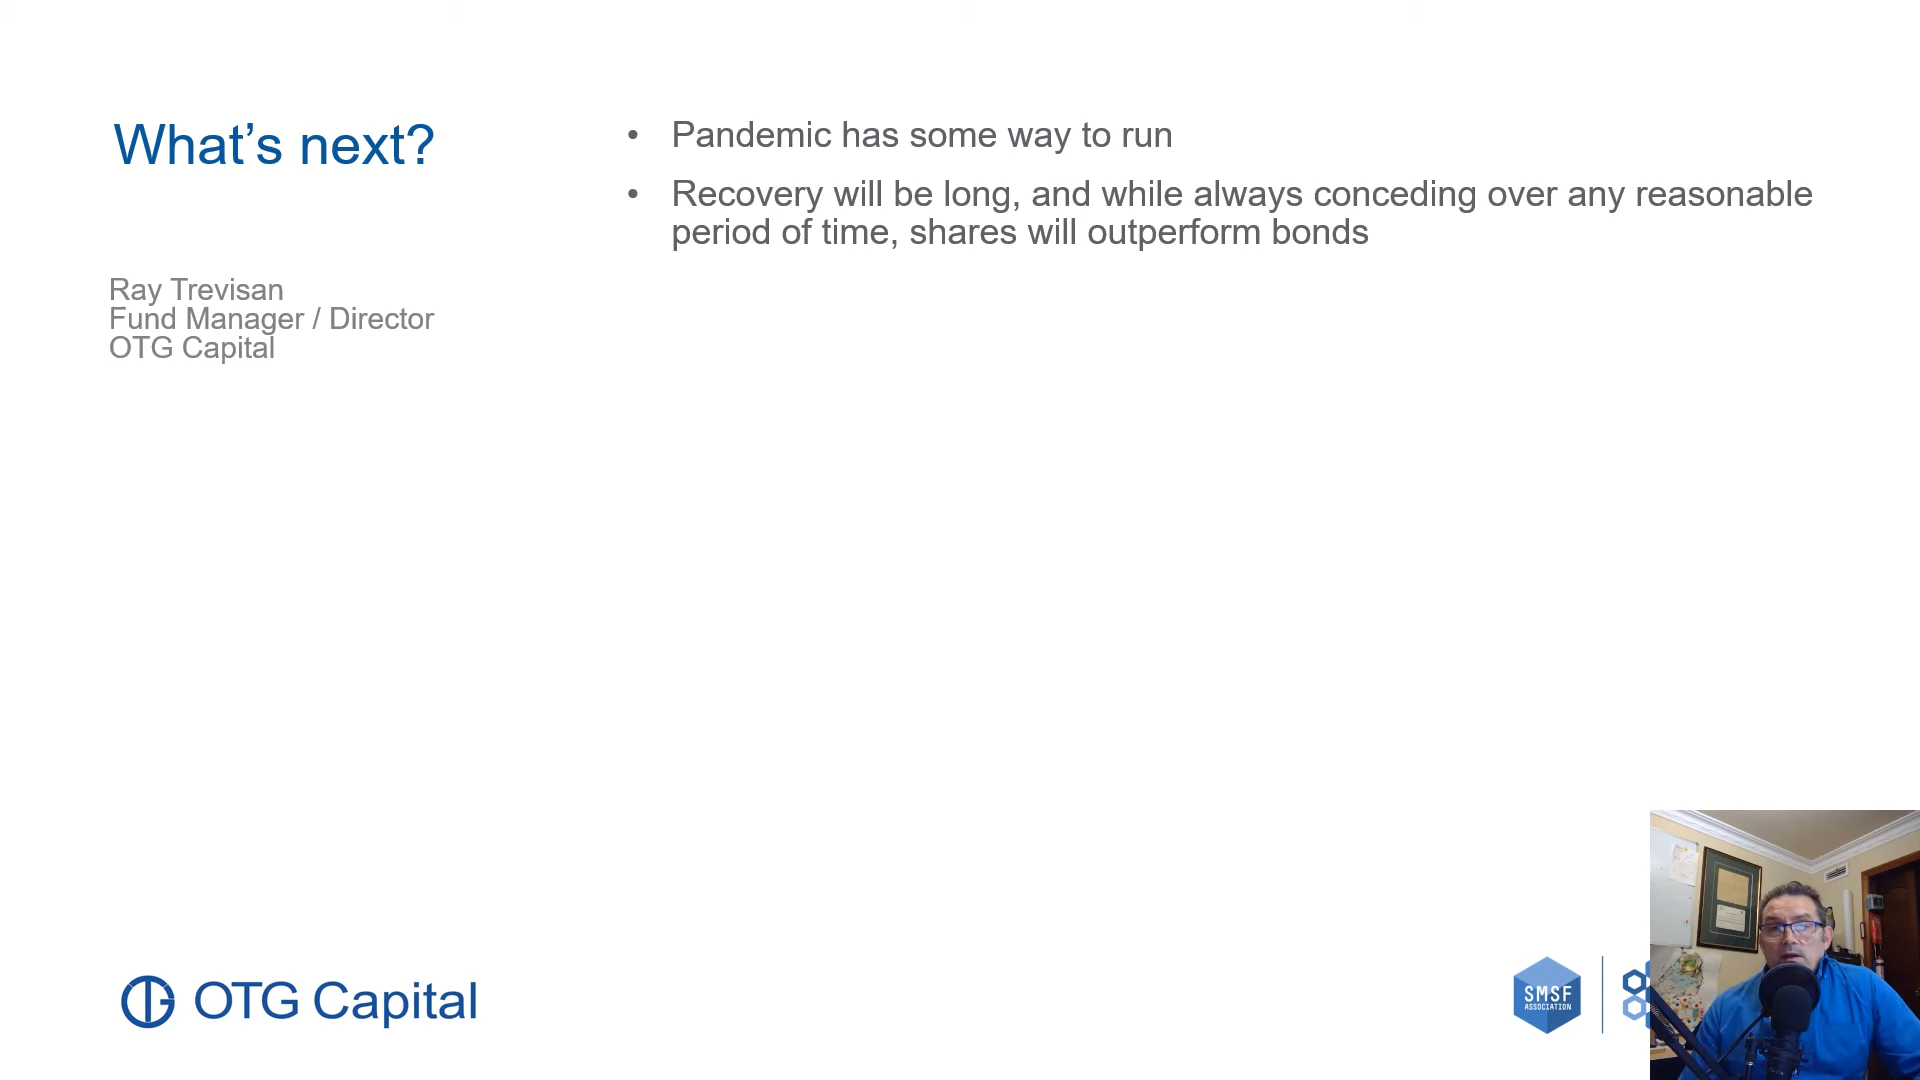 What's next?
Ray Trevisan
Fund Manager / Director
OTG Capital
• Pandemic has some way to run
• Recovery will be long, and while always conceding over any reasonable
period of time, shares will outperform bonds
OTG Capital
SMSF
ASSOCIATION